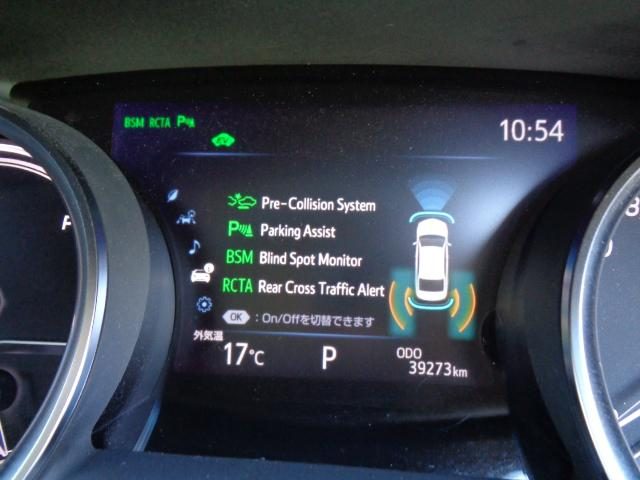 BSM RCTA P
10:54
Pre-Collision System
P Parking Assist
BSM Blind Spot Monitor
RCTA Rear Cross Traffic Alert
OK : On/Offを切替できます
外気温
17℃
P
ODO
39273km
P